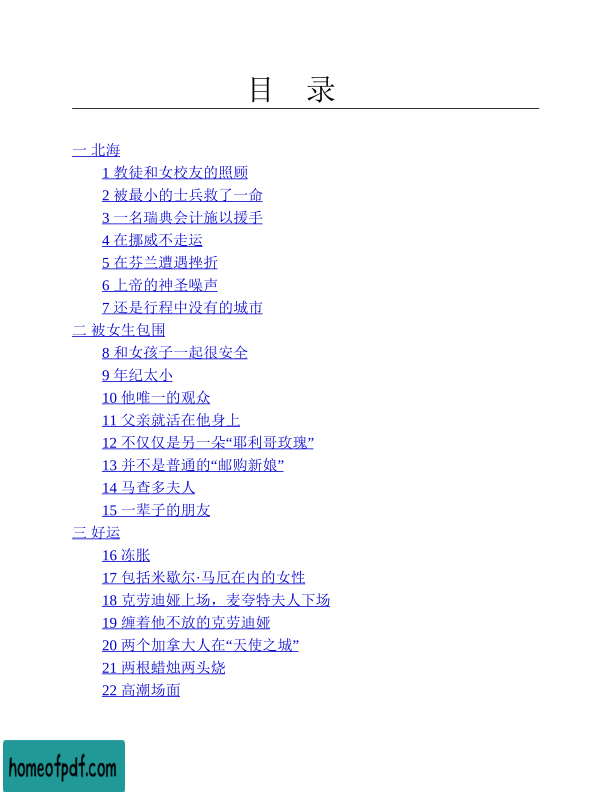 目 录
一 北海
1 教徒和女校友的照顾
2 被最小的士兵救了一命
3 一名瑞典会计施以援手
4 在挪威不走运
5 在芬兰遭遇挫折
6 上帝的神圣噪声
7 还是行程中没有的城市
二 被女生包围
8 和女孩子一起很安全
9 年纪太小
10 他唯一的观众
11 父亲就活在他身上
12 不仅仅是另一朵“耶利哥玫瑰”
13 并不是普通的“邮购新娘”
14 马查多夫人
15 一辈子的朋友
三 好运
16 冻胀
17 包括米歇尔·马厄在内的女性
18 克劳迪娅上场，麦夸特夫人下场
19 缠着他不放的克劳迪娅
20 两个加拿大人在“天使之城”
21 两根蜡烛两头烧
22 高潮场面
homeofpdf.com